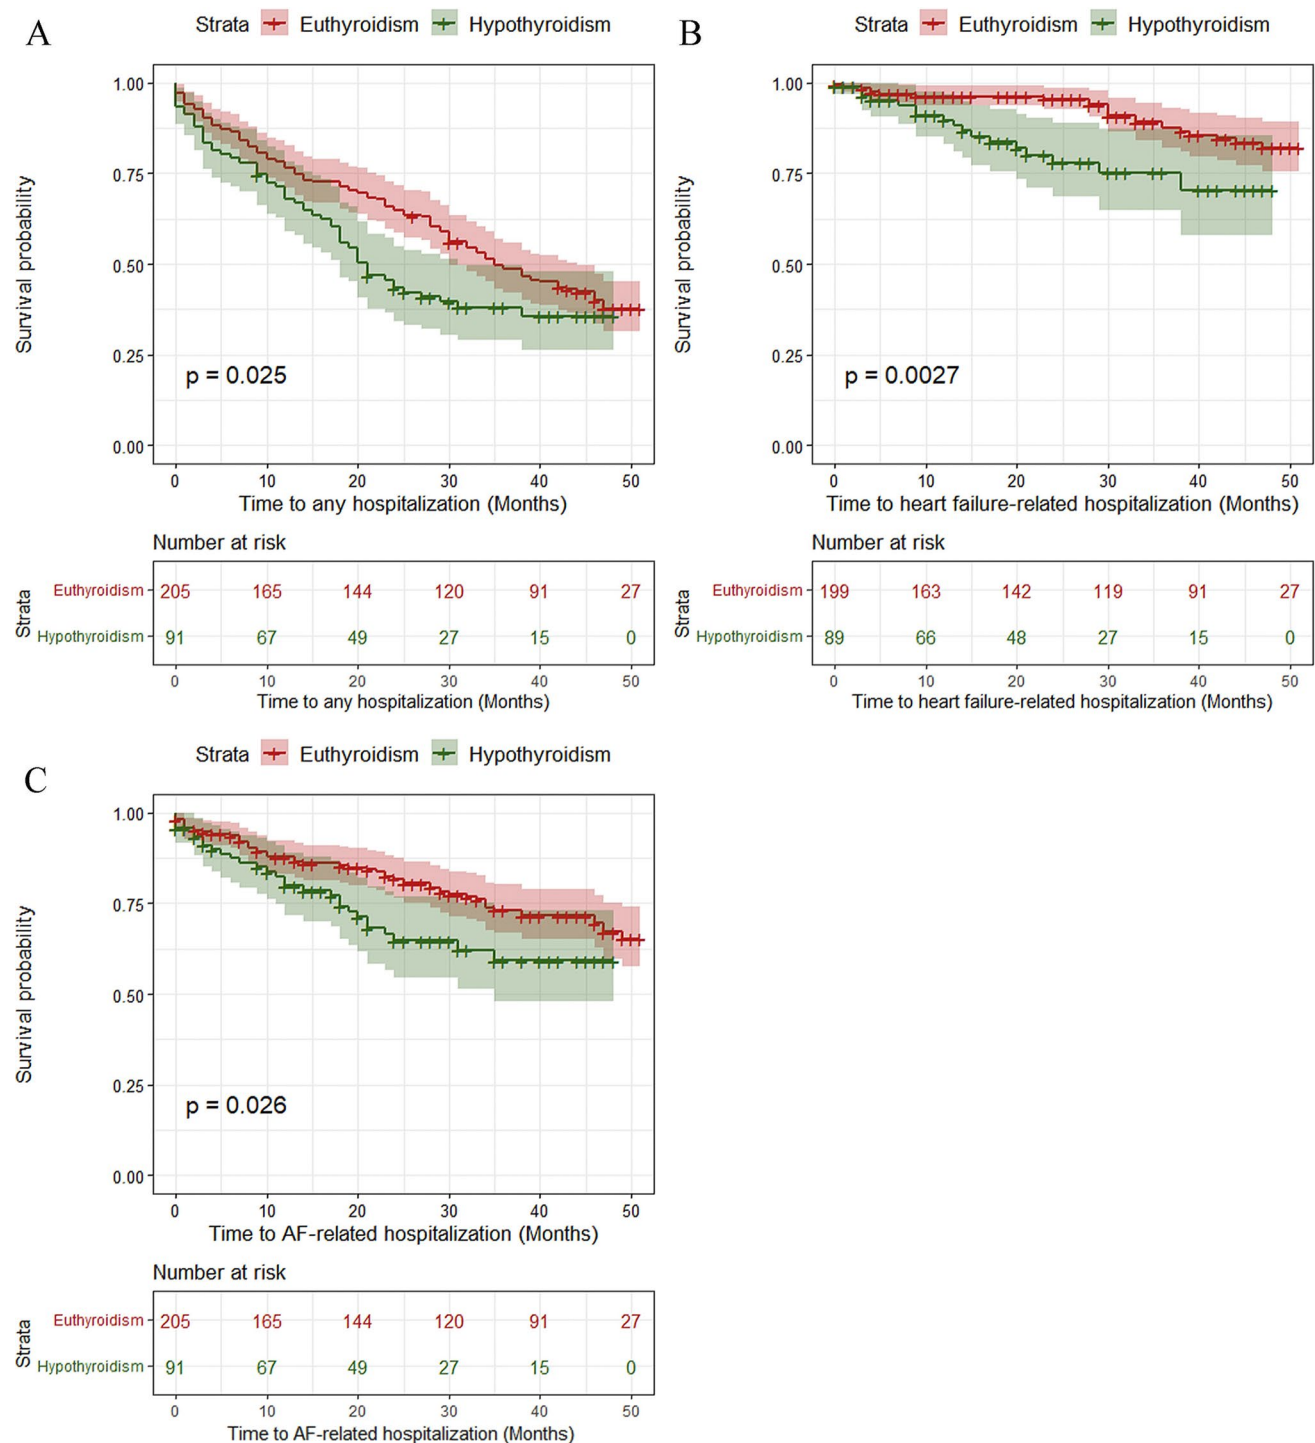 A
Strata Euthyroidism Hypothyroidism
Survival probability
1.00
0.75
0.50
0.25
0.00
p = 0.025
0 10 20 30 40 50
Time to any hospitalization (Months)
Number at risk
Strata
Euthyroidism 205 165 144 120 91 27
Hypothyroidism 91 67 49 27 15 0
0 10 20 30 40 50
Time to any hospitalization (Months)
B
Strata Euthyroidism Hypothyroidism
Survival probability
1.00
0.75
0.50
0.25
0.00
p = 0.0027
0 10 20 30 40 50
Time to heart failure-related hospitalization (Months)
Number at risk
Strata
Euthyroidism 199 163 142 119 91 27
Hypothyroidism 89 66 48 27 15 0
0 10 20 30 40 50
Time to heart failure-related hospitalization (Months)
C
Strata Euthyroidism Hypothyroidism
Survival probability
1.00
0.75
0.50
0.25
0.00
p = 0.026
0 10 20 30 40 50
Time to AF-related hospitalization (Months)
Number at risk
Strata
Euthyroidism 205 165 144 120 91 27
Hypothyroidism 91 67 49 27 15 0
0 10 20 30 40 50
Time to AF-related hospitalization (Months)